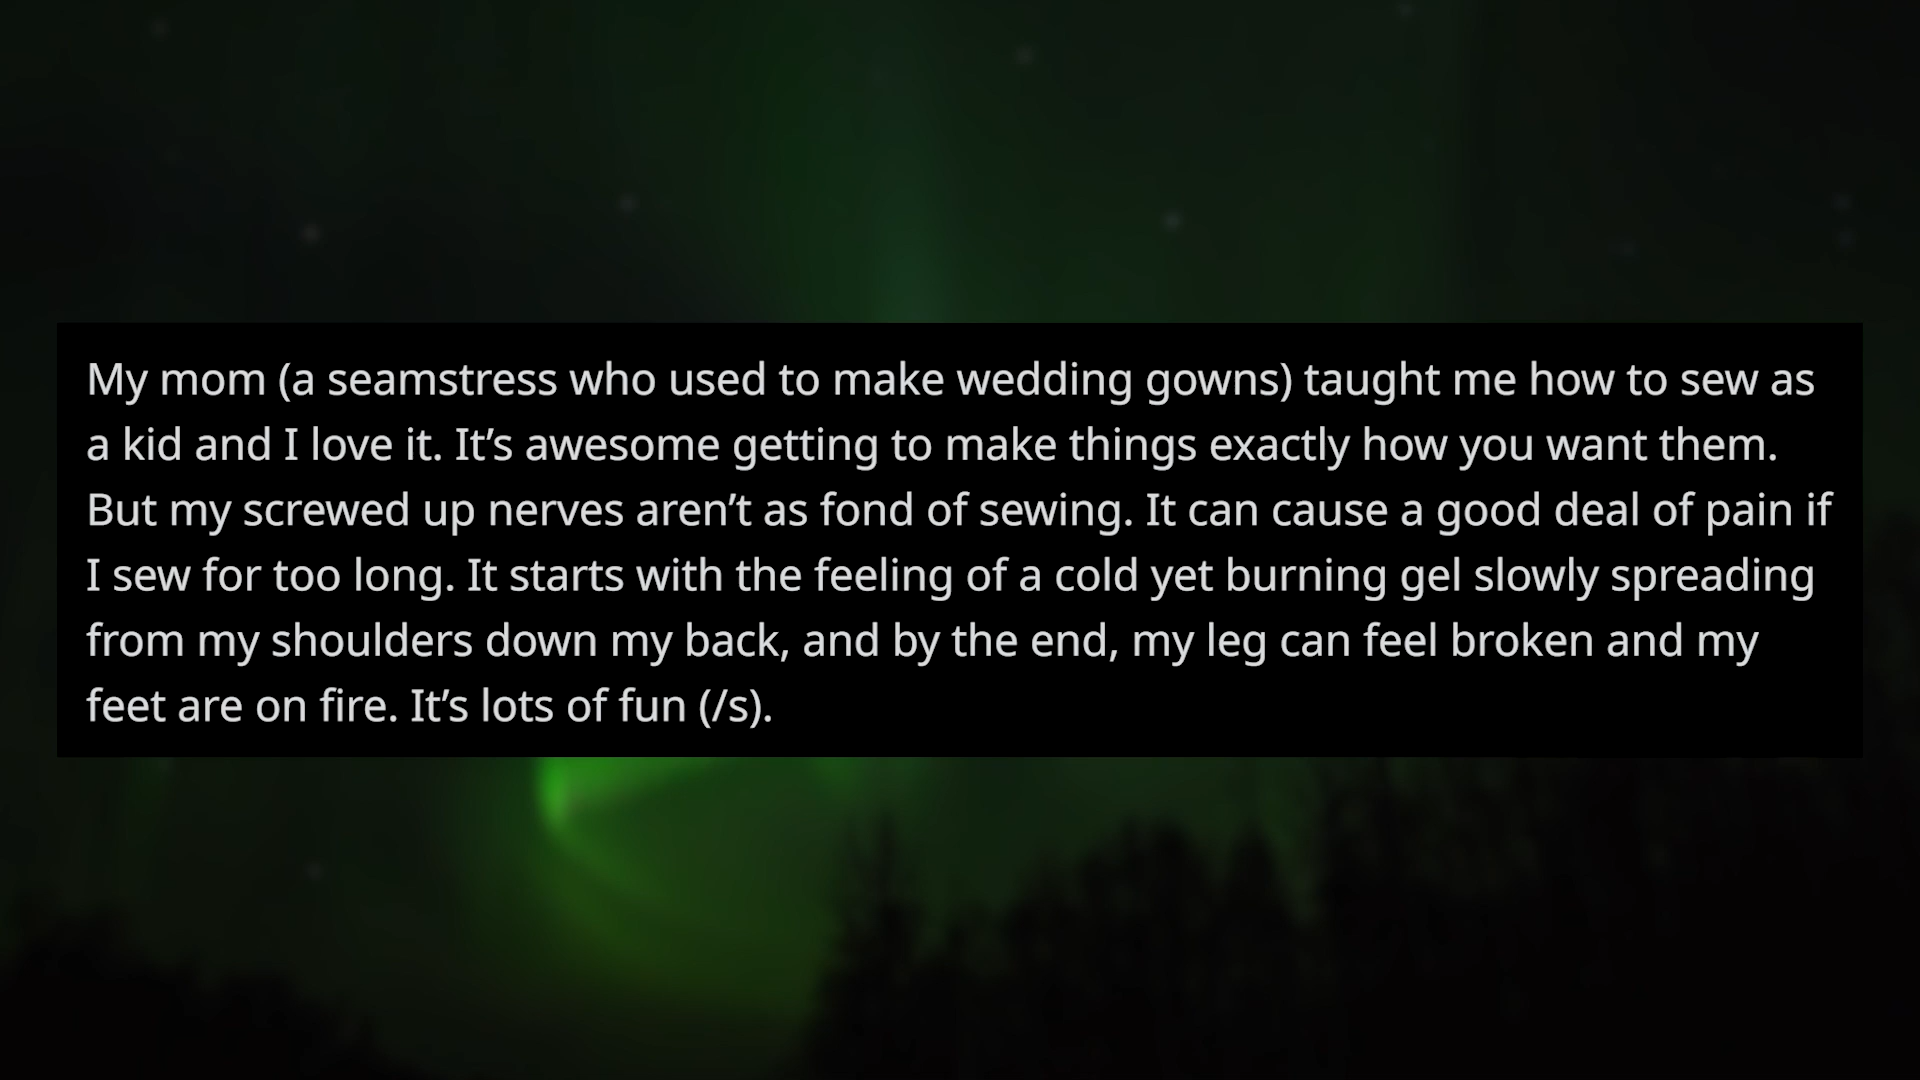 My mom (a seamstress who used to make wedding gowns) taught me how to sew as
a kid and I love it. It’s awesome getting to make things exactly how you want them.
But my screwed up nerves aren’t as fond of sewing. It can cause a good deal of pain if
I sew for too long. It starts with the feeling of a cold yet burning gel slowly spreading
from my shoulders down my back, and by the end, my leg can feel broken and my
feet are on fire. It’s lots of fun (/s).